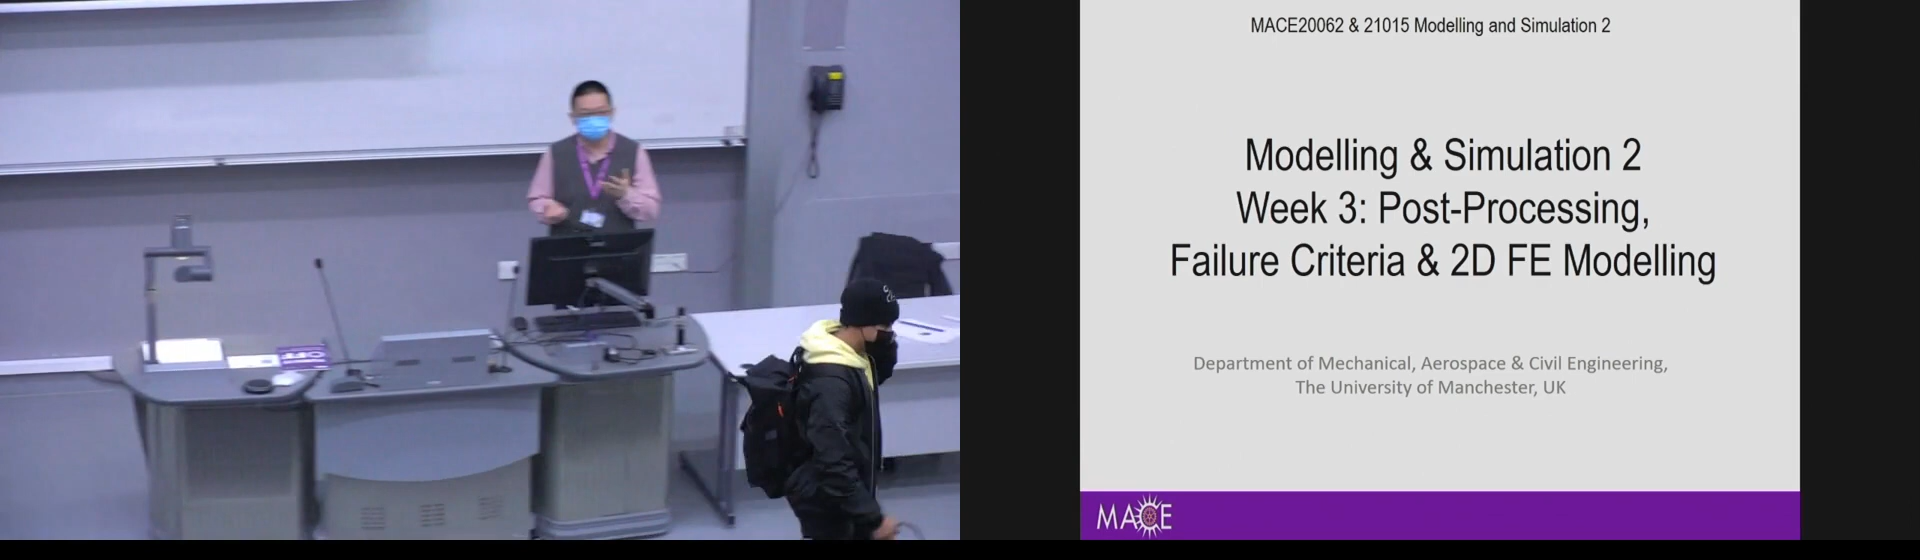 MACE20062 & 21015 Modelling and Simulation 2
Modelling & Simulation 2
Week 3: Post-Processing,
Failure Criteria & 2D FE Modelling
Department of Mechanical, Aerospace & Civil Engineering,
The University of Manchester, UK
MACE